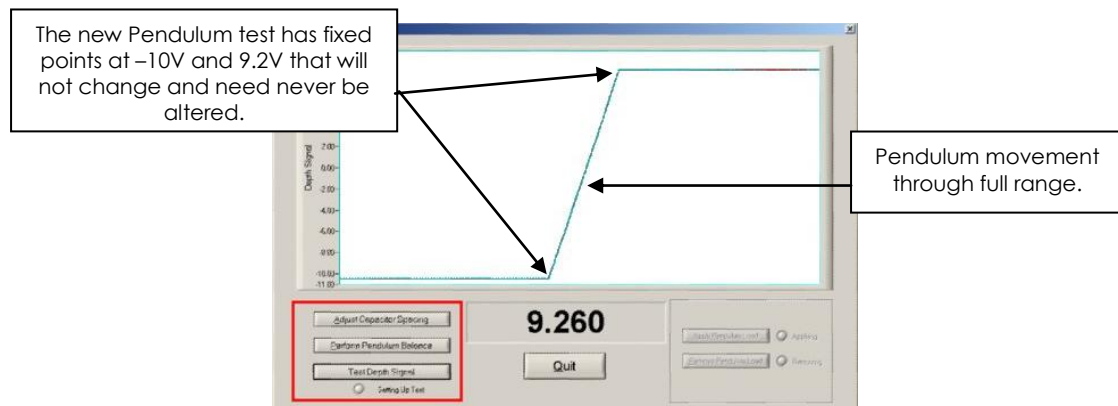 The new Pendulum test has fixed
points at –10V and 9.2V that will
not change and need never be
altered.
Depth Signal
2.00
0.00
-2.00
-4.00
-6.00
-10.00
-11.00
Pendulum movement
through full range.
Adjust Capacitor Spacing
Perform Pendulum Balance
Test Depth Signal
Setting Up Test
9.260
Quit
Applying
Removing